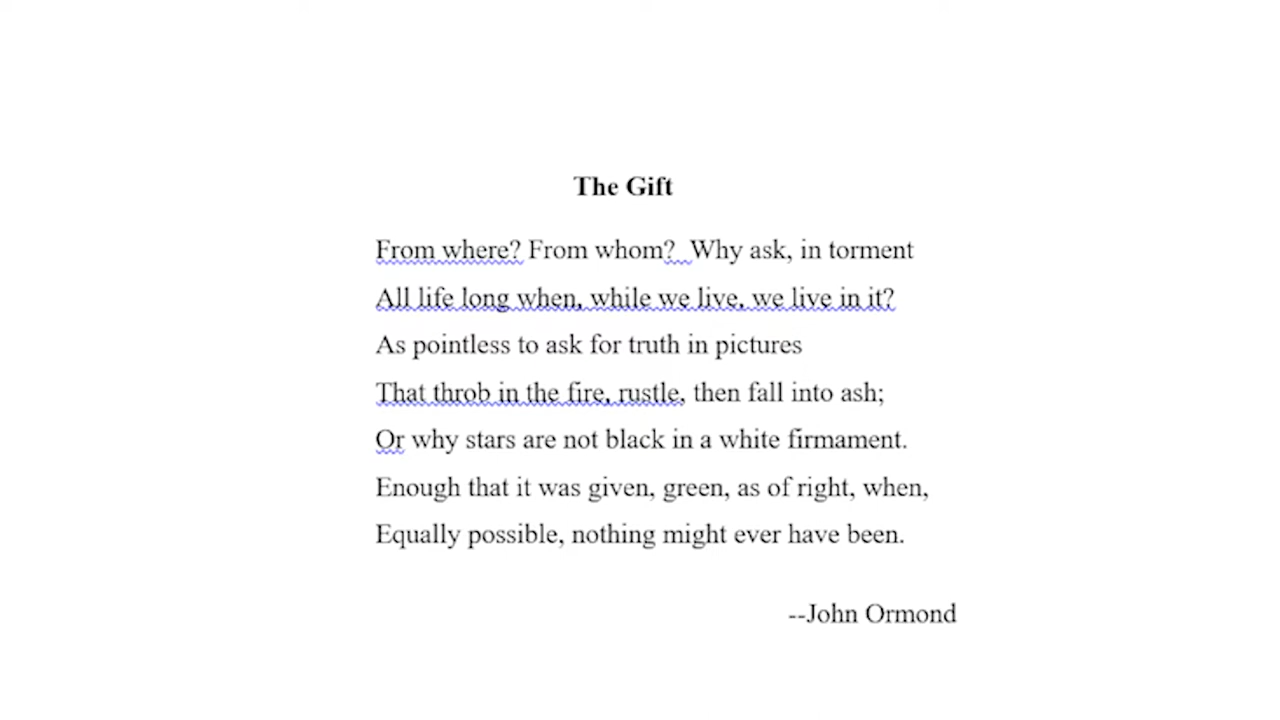 The Gift
From where? From whom?  Why ask, in torment
All life long when, while we live, we live in it?
As pointless to ask for truth in pictures
That throb in the fire, rustle, then fall into ash;
Or why stars are not black in a white firmament.
Enough that it was given, green, as of right, when,
Equally possible, nothing might ever have been.
--John Ormond